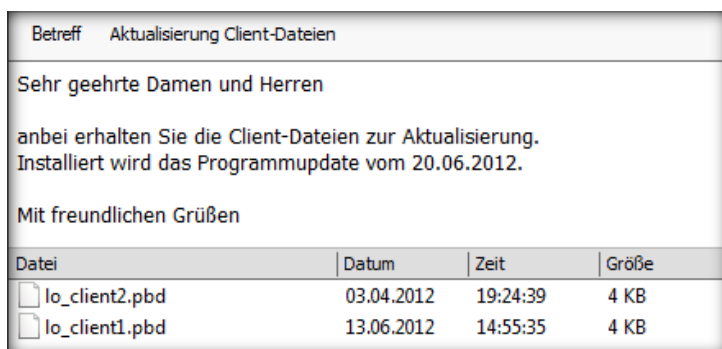 Betreff Aktualisierung Client-Dateien
Sehr geehrte Damen und Herren
anbei erhalten Sie die Client-Dateien zur Aktualisierung.
Installiert wird das Programmupdate vom 20.06.2012.
Mit freundlichen Grüßen
Datei Datum Zeit Größe
lo_client2.pbd 03.04.2012 19:24:39 4 KB
lo_client1.pbd 13.06.2012 14:55:35 4 KB